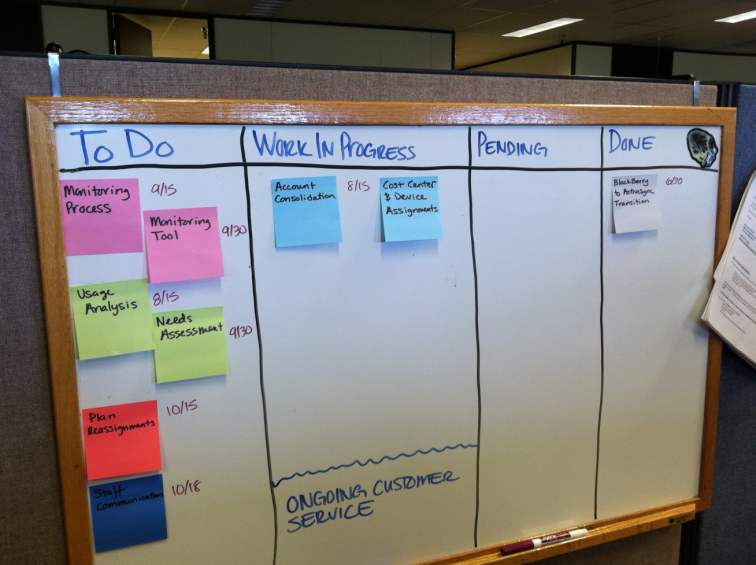 To Do
Work In Progress
Pending
Done
Monitoring
Process
9/15
Monitoring
Tool
9/30
Usage
Analysis
8/15
Needs
Assessment
9/30
Plan
Reassignments
10/15
Staff
Communication
10/18
Account
Consolidation
8/15
Cost Center
& Device
Assignments
ONGOING CUSTOMER
SERVICE
BlackBerry
to ActiveSync
Transition